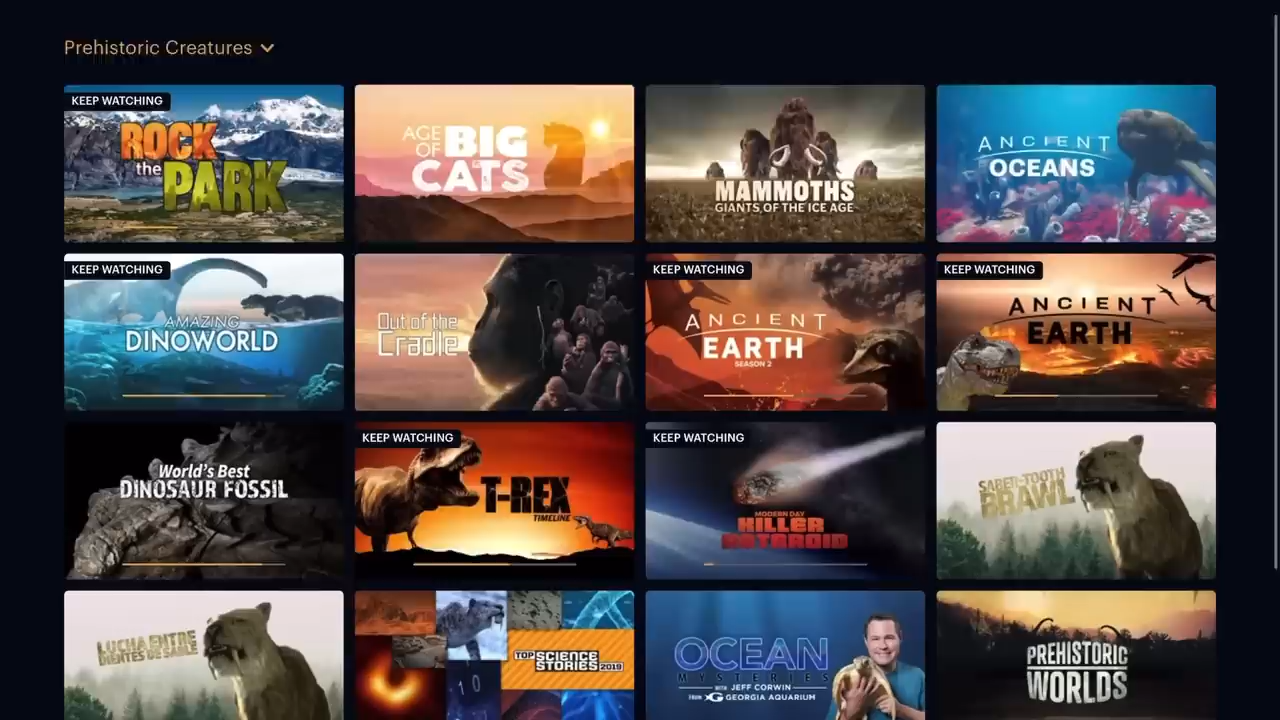 Prehistoric Creatures
KEEP WATCHING
ROCK
the PARK
AGE
OF BIG
CATS
MAMMOTHS
GIANTS OF THE ICE AGE
ANCIENT
OCEANS
KEEP WATCHING
AMAZING
DINOWORLD
Out of the
Cradle
KEEP WATCHING
ANCIENT
EARTH
SEASON 2
KEEP WATCHING
ANCIENT
EARTH
World's Best
DINOSAUR FOSSIL
KEEP WATCHING
T-REX
TIMELINE
KEEP WATCHING
MODERN DAY
KILLER
ASTEROID
SABER-TOOTH
BRAWL
LUCHA ENTRE
DIENTES DE SABLE
TOP SCIENCE
STORIES 2019
10
OCEAN
MYSTERIES
WITH JEFF CORWIN
FROM GEORGIA AQUARIUM
PREHISTORIC
WORLDS